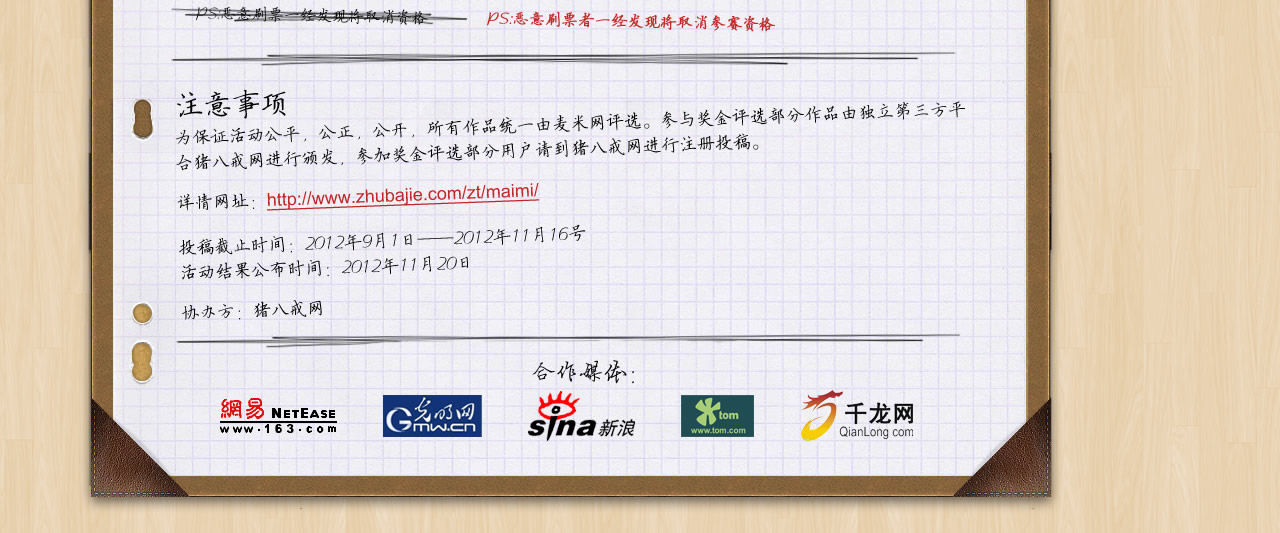 PS:恶意刷票一经发现将取消资格
PS:恶意刷票者一经发现将取消参赛资格
注意事项
为保证活动公平，公正，公开，所有作品统一由麦米网评选。参与奖金评选部分作品由独立第三方平
台猪八戒网进行颁发，参加奖金评选部分用户请到猪八戒网进行注册投稿。
详情网址：http://www.zhubajie.com/zt/maimi/
投稿截止时间：2012年9月1日——2012年11月16号
活动结果公布时间：2012年11月20日
协办方：猪八戒网
合作媒体：
網易 NETEASE
www.163.com
光明网
Gmw.cn
sina新浪
tom
www.tom.com
千龙网
QianLong.com